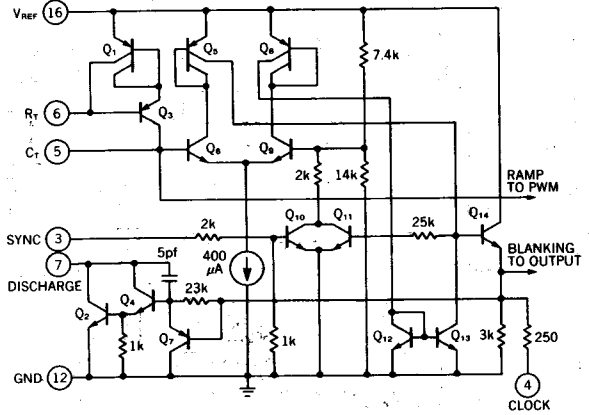 VREF 16
Q1
Q5
Q8
7.4k
RT 6
Q3
CT 5
Q6
Q9
2k
14k
RAMP
TO PWM
Q10
Q11
Q14
SYNC 3
2k
25k
BLANKING
TO OUTPUT
7
DISCHARGE
5pf
400
μA
Q4
23k
Q2
Q7
Q12
Q13
3k
250
1k
1k
GND 12
4
CLOCK